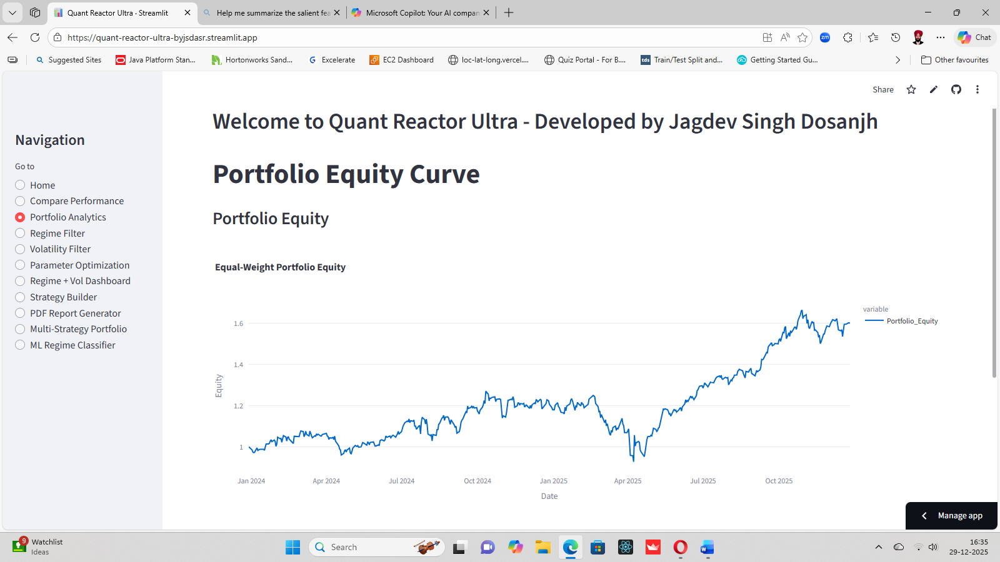 Quant Reactor Ultra · Streamlit
Help me summarize the salient fea
Microsoft Copilot: Your AI compan
https://quant-reactor-ultra-byjsdasr.streamlit.app
zm
Chat
Suggested Sites
Java Platform Stan...
Hortonworks Sand...
Excelerate
EC2 Dashboard
loc-lat-long.vercel....
Quiz Portal - For B....
tds
Train/Test Split and...
Getting Started Gu...
Other favourites
Share
Navigation
Go to
Home
Compare Performance
Portfolio Analytics
Regime Filter
Volatility Filter
Parameter Optimization
Regime + Vol Dashboard
Strategy Builder
PDF Report Generator
Multi-Strategy Portfolio
ML Regime Classifier
Welcome to Quant Reactor Ultra - Developed by Jagdev Singh Dosanjh
Portfolio Equity Curve
Portfolio Equity
Equal-Weight Portfolio Equity
variable
Portfolio_Equity
1.6
1.4
1.2
1
Equity
Jan 2024
Apr 2024
Jul 2024
Oct 2024
Jan 2025
Apr 2025
Jul 2025
Oct 2025
Date
Manage app
9
Watchlist
Ideas
Search
16:35
29-12-2025